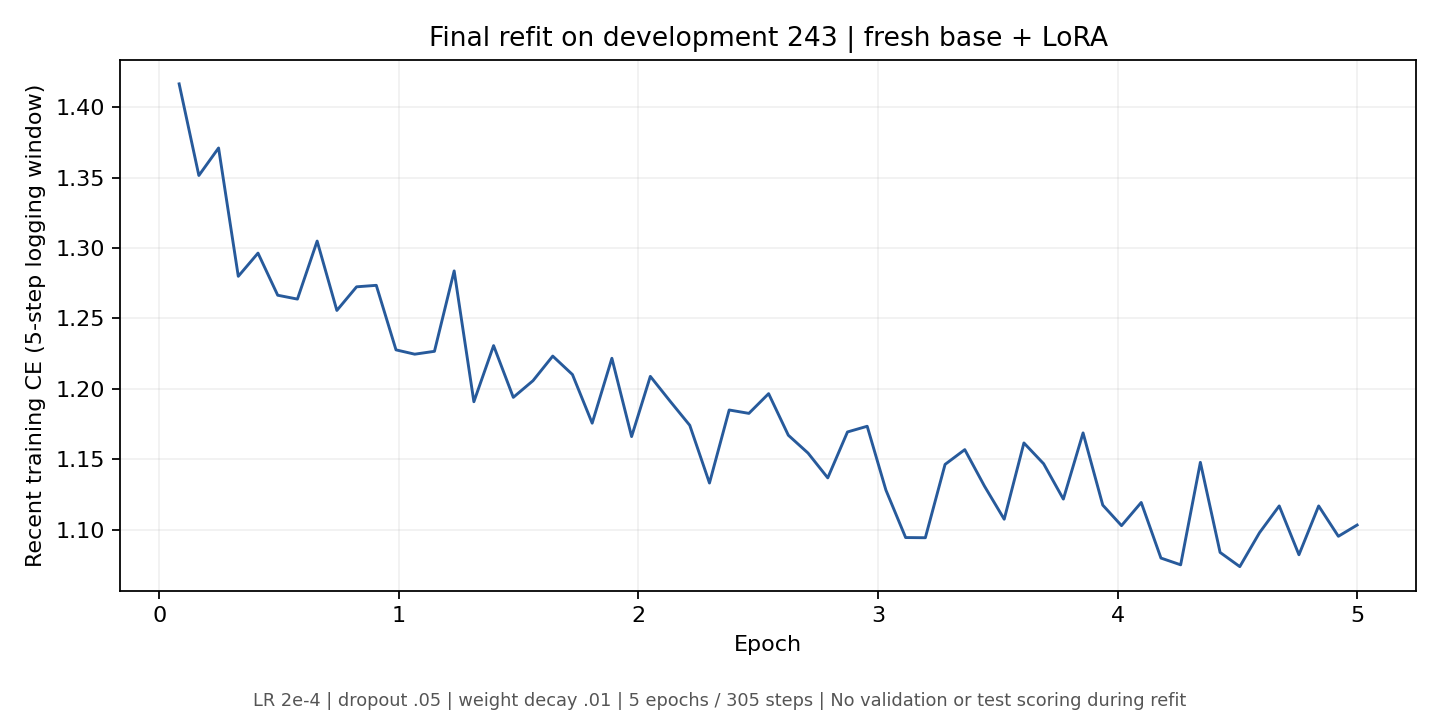 Final refit on development 243 | fresh base + LoRA
Recent training CE (5-step logging window)
1.40
1.35
1.30
1.25
1.20
1.15
1.10
0 1 2 3 4 5
Epoch
LR 2e-4 | dropout .05 | weight decay .01 | 5 epochs / 305 steps | No validation or test scoring during refit